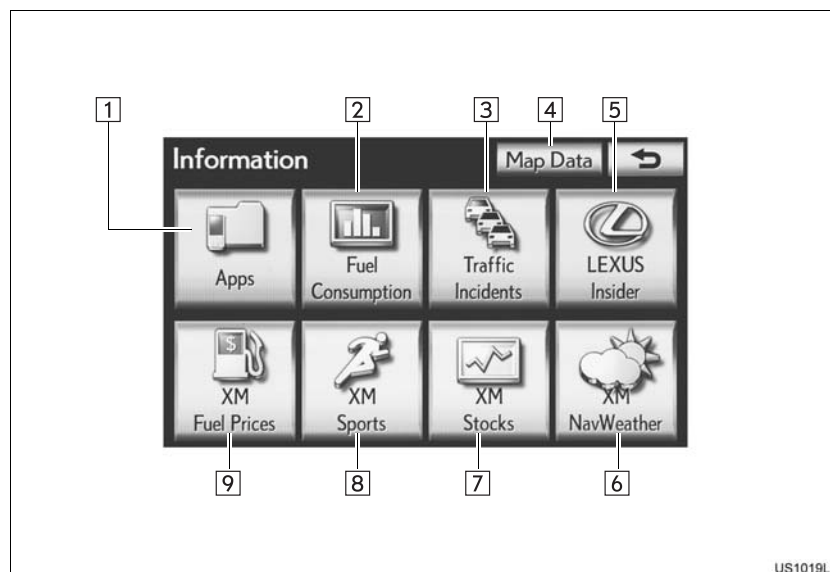 1
2
3
4
5
Information
Map Data
Apps
Fuel
Consumption
Traffic
Incidents
LEXUS
Insider
XM
Fuel Prices
XM
Sports
XM
Stocks
XM
NavWeather
9
8
7
6
US1019L